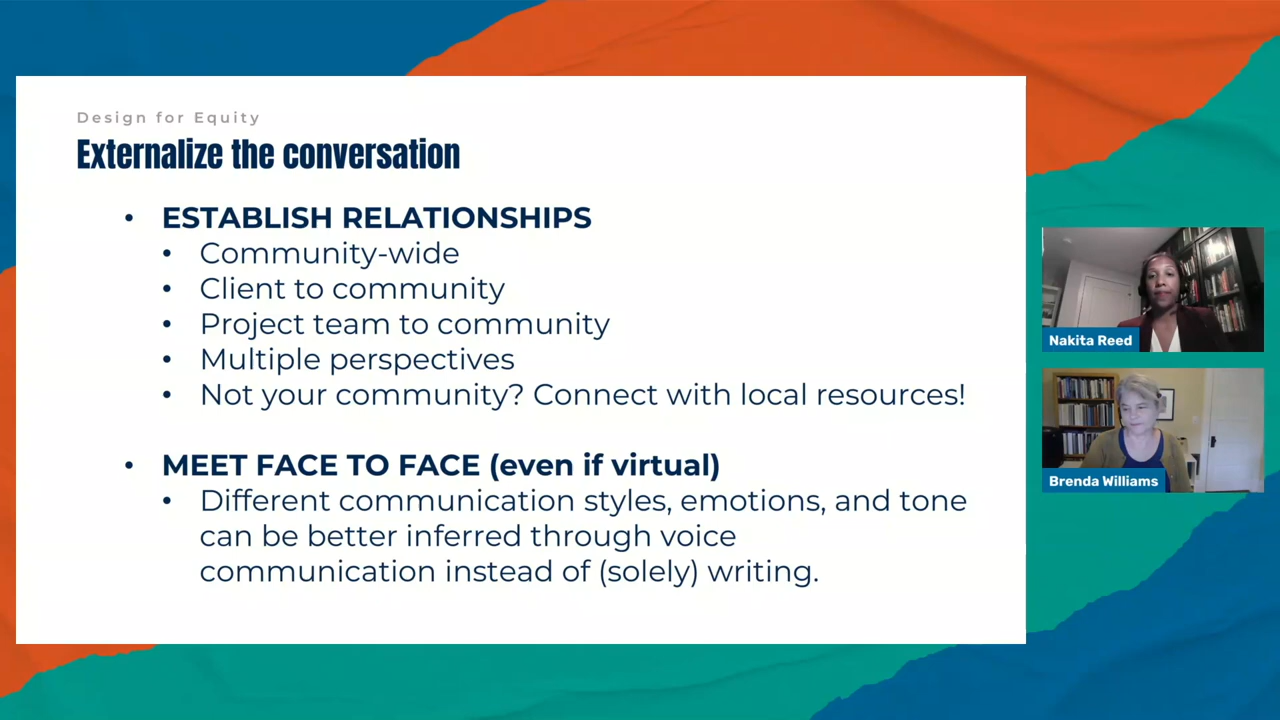 Design for Equity
Externalize the conversation
• ESTABLISH RELATIONSHIPS
• Community-wide
• Client to community
• Project team to community
• Multiple perspectives
• Not your community? Connect with local resources!
• MEET FACE TO FACE (even if virtual)
• Different communication styles, emotions, and tone
can be better inferred through voice
communication instead of (solely) writing.
Nakita Reed
Brenda Williams